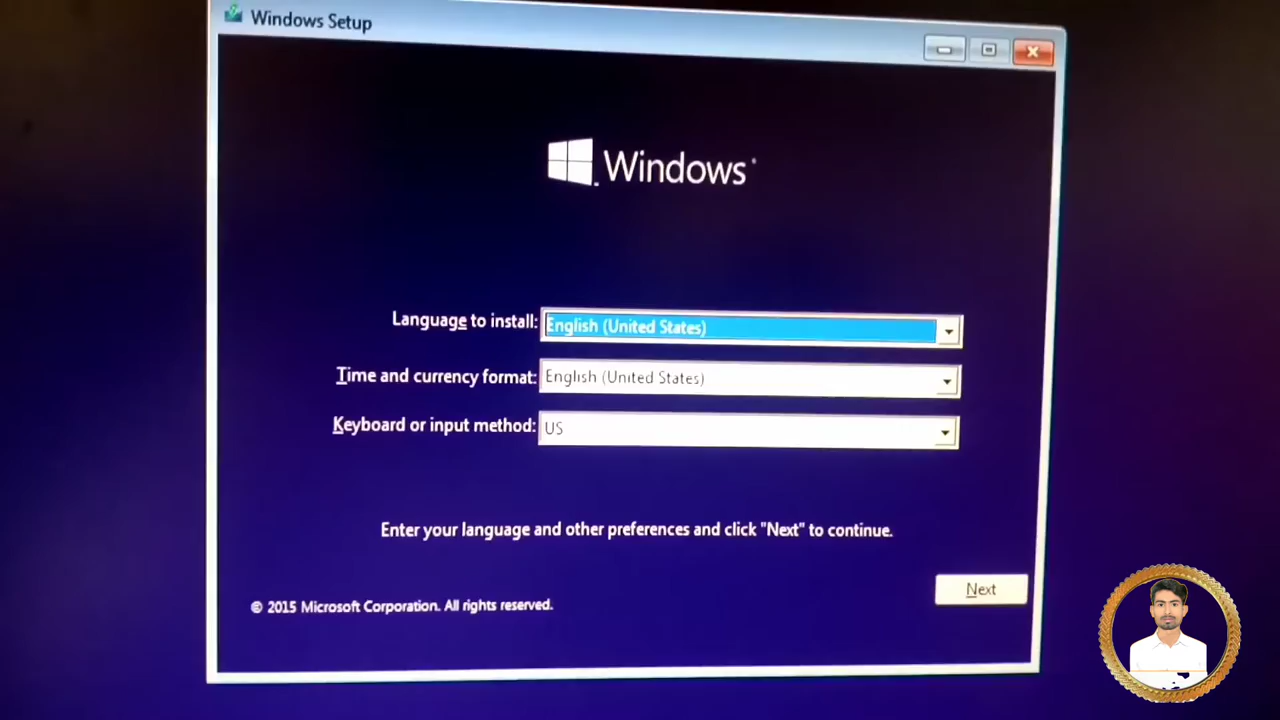 Windows Setup
Windows
Language to install: English (United States)
Time and currency format: English (United States)
Keyboard or input method: US
Enter your language and other preferences and click "Next" to continue.
Next
© 2015 Microsoft Corporation. All rights reserved.